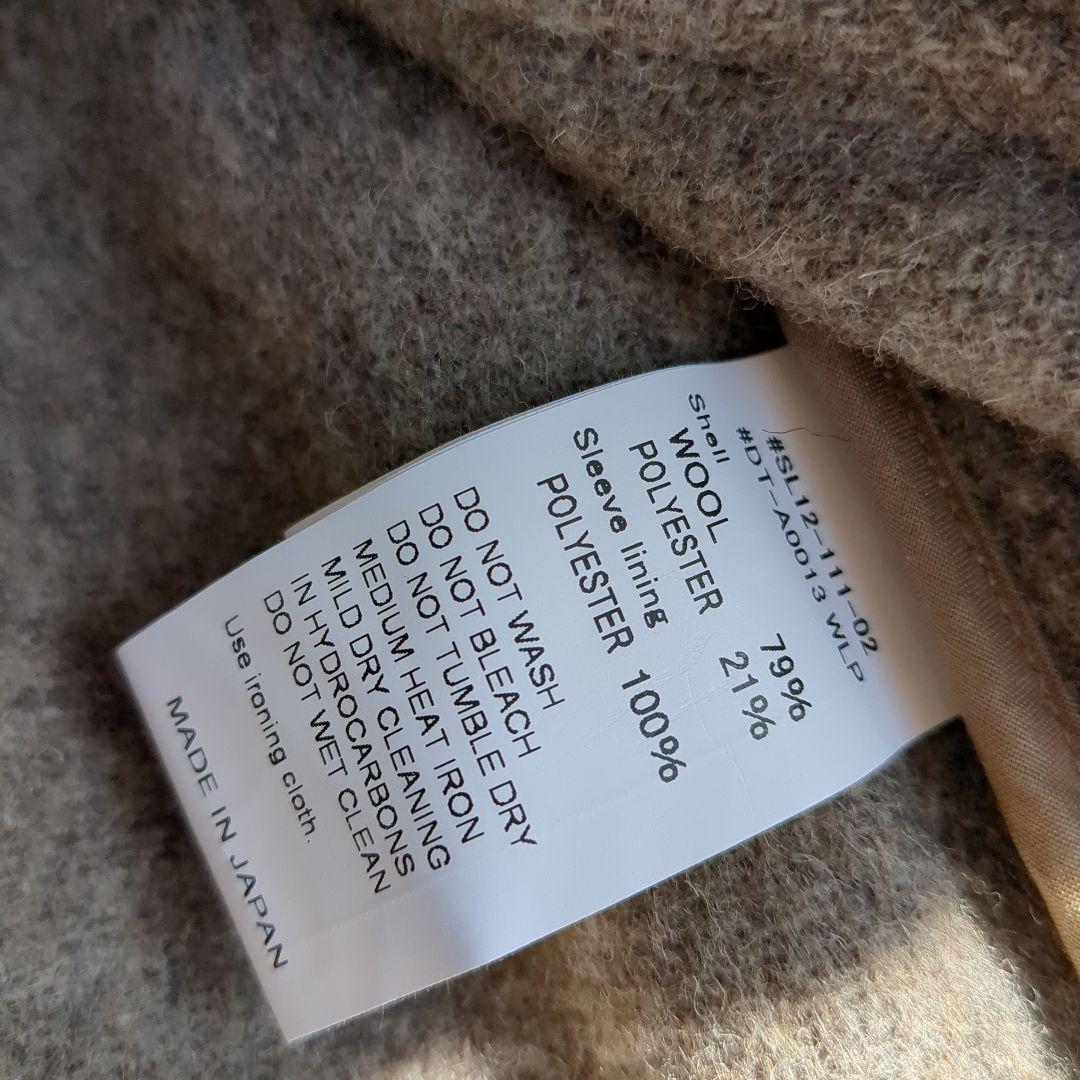 #SL12-111-02
#DT-A0013 WLP
Shell
WOOL 79%
POLYESTER 21%
Sleeve lining
POLYESTER 100%
DO NOT WASH
DO NOT BLEACH
DO NOT TUMBLE DRY
MEDIUM HEAT IRON
MILD DRY CLEANING
IN HYDROCARBONS
DO NOT WET CLEAN
Use ironing cloth.
MADE IN JAPAN